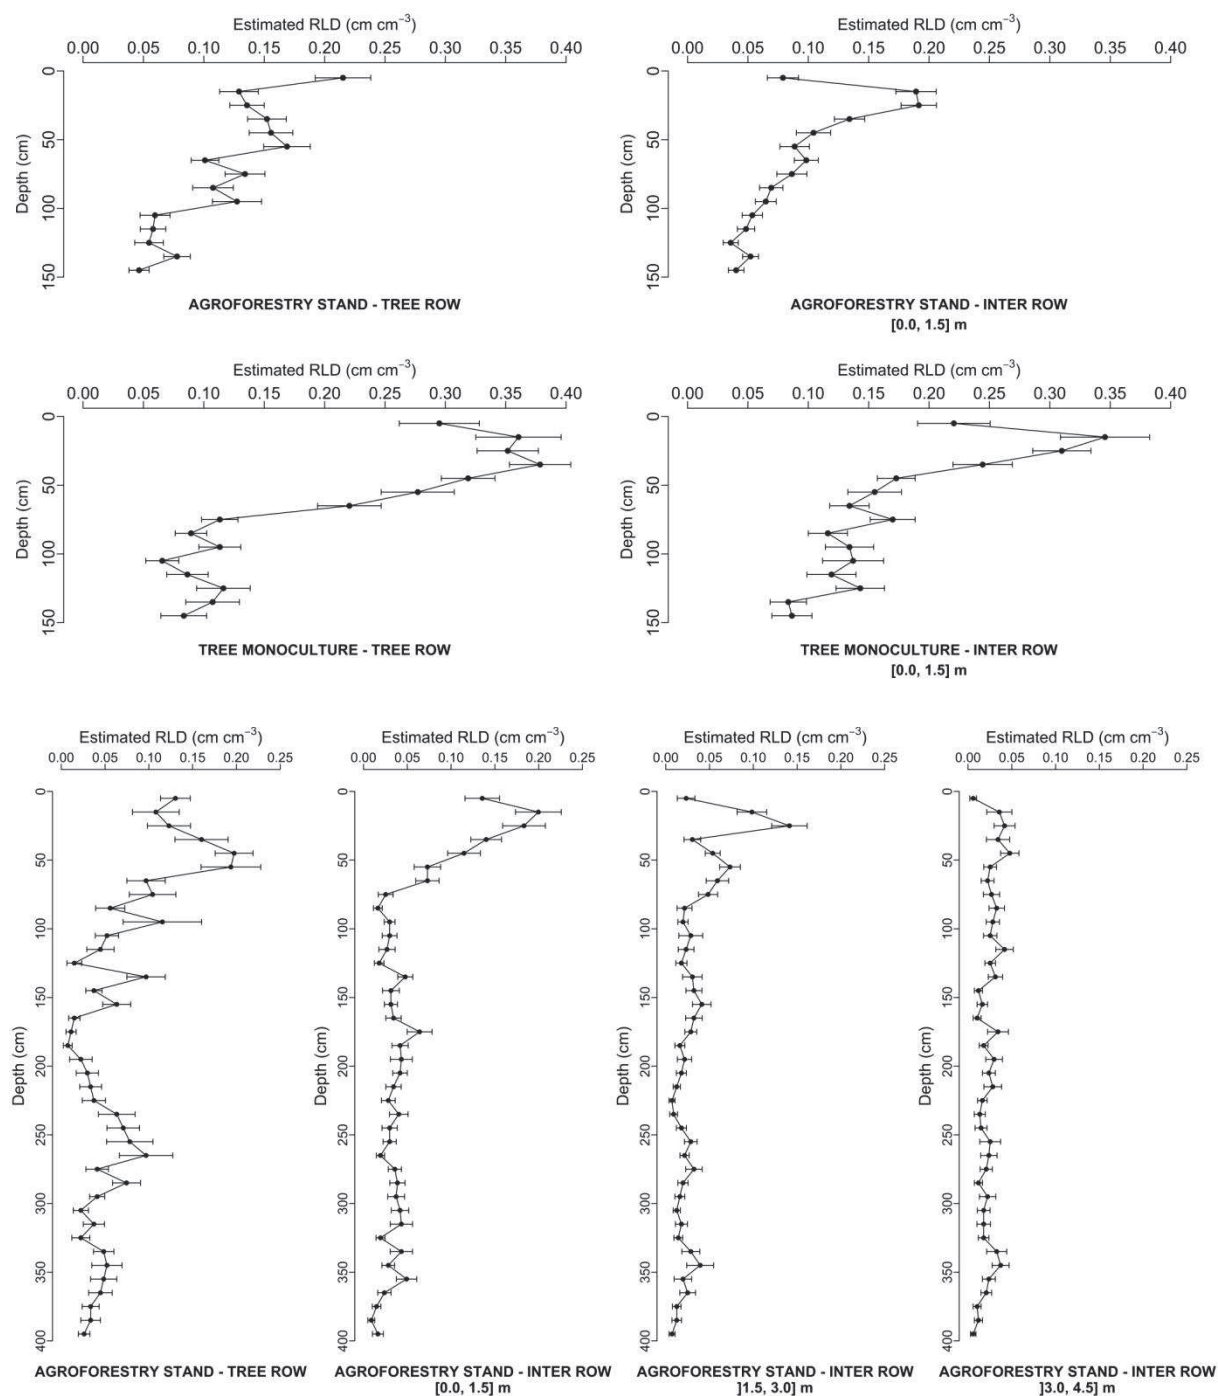 Estimated RLD (cm cm⁻³)
0.00 0.05 0.10 0.15 0.20 0.25 0.30 0.35 0.40
Depth (cm)
0
50
100
150
AGROFORESTRY STAND - TREE ROW
Estimated RLD (cm cm⁻³)
0.00 0.05 0.10 0.15 0.20 0.25 0.30 0.35 0.40
Depth (cm)
0
50
100
150
AGROFORESTRY STAND - INTER ROW
[0.0, 1.5] m
Estimated RLD (cm cm⁻³)
0.00 0.05 0.10 0.15 0.20 0.25 0.30 0.35 0.40
Depth (cm)
0
50
100
150
TREE MONOCULTURE - TREE ROW
Estimated RLD (cm cm⁻³)
0.00 0.05 0.10 0.15 0.20 0.25 0.30 0.35 0.40
Depth (cm)
0
50
100
150
TREE MONOCULTURE - INTER ROW
[0.0, 1.5] m
Estimated RLD (cm cm⁻³)
0.00 0.05 0.10 0.15 0.20 0.25
Depth (cm)
0
50
100
150
200
250
300
350
400
AGROFORESTRY STAND - TREE ROW
Estimated RLD (cm cm⁻³)
0.00 0.05 0.10 0.15 0.20 0.25
Depth (cm)
0
50
100
150
200
250
300
350
400
AGROFORESTRY STAND - INTER ROW
[0.0, 1.5] m
Estimated RLD (cm cm⁻³)
0.00 0.05 0.10 0.15 0.20 0.25
Depth (cm)
0
50
100
150
200
250
300
350
400
AGROFORESTRY STAND - INTER ROW
]1.5, 3.0] m
Estimated RLD (cm cm⁻³)
0.00 0.05 0.10 0.15 0.20 0.25
Depth (cm)
0
50
100
150
200
250
300
350
400
AGROFORESTRY STAND - INTER ROW
]3.0, 4.5] m